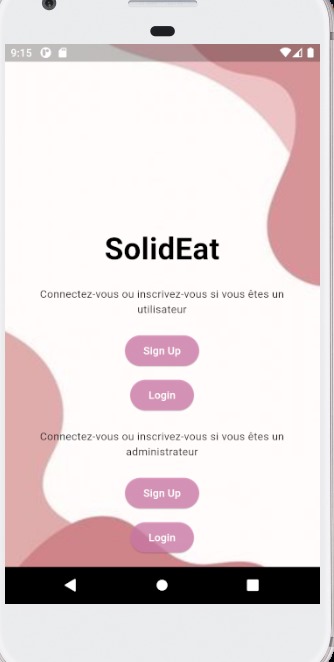 9:15
SolidEat
Connectez-vous ou inscrivez-vous si vous êtes un
utilisateur
Sign Up
Login
Connectez-vous ou inscrivez-vous si vous êtes un
administrateur
Sign Up
Login